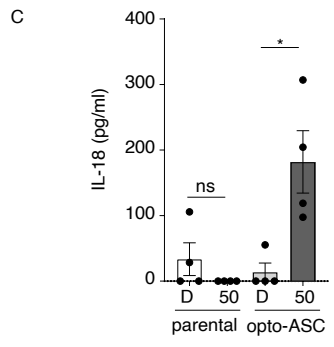 C
400
300
200
100
0
IL-18 (pg/ml)
ns
*
D 50 D 50
parental opto-ASC